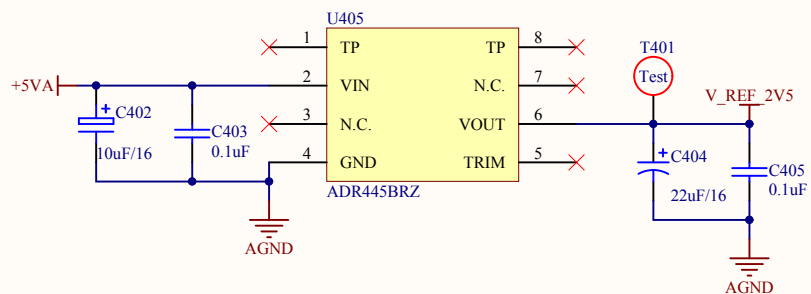 U405
1 TP TP 8
+5VA 2 VIN N.C. 7
3 N.C. VOUT 6
4 GND TRIM 5
ADR445BRZ
C402
10uF/16
C403
0.1uF
AGND
T401
Test
V_REF_2V5
C404
22uF/16
C405
0.1uF
AGND